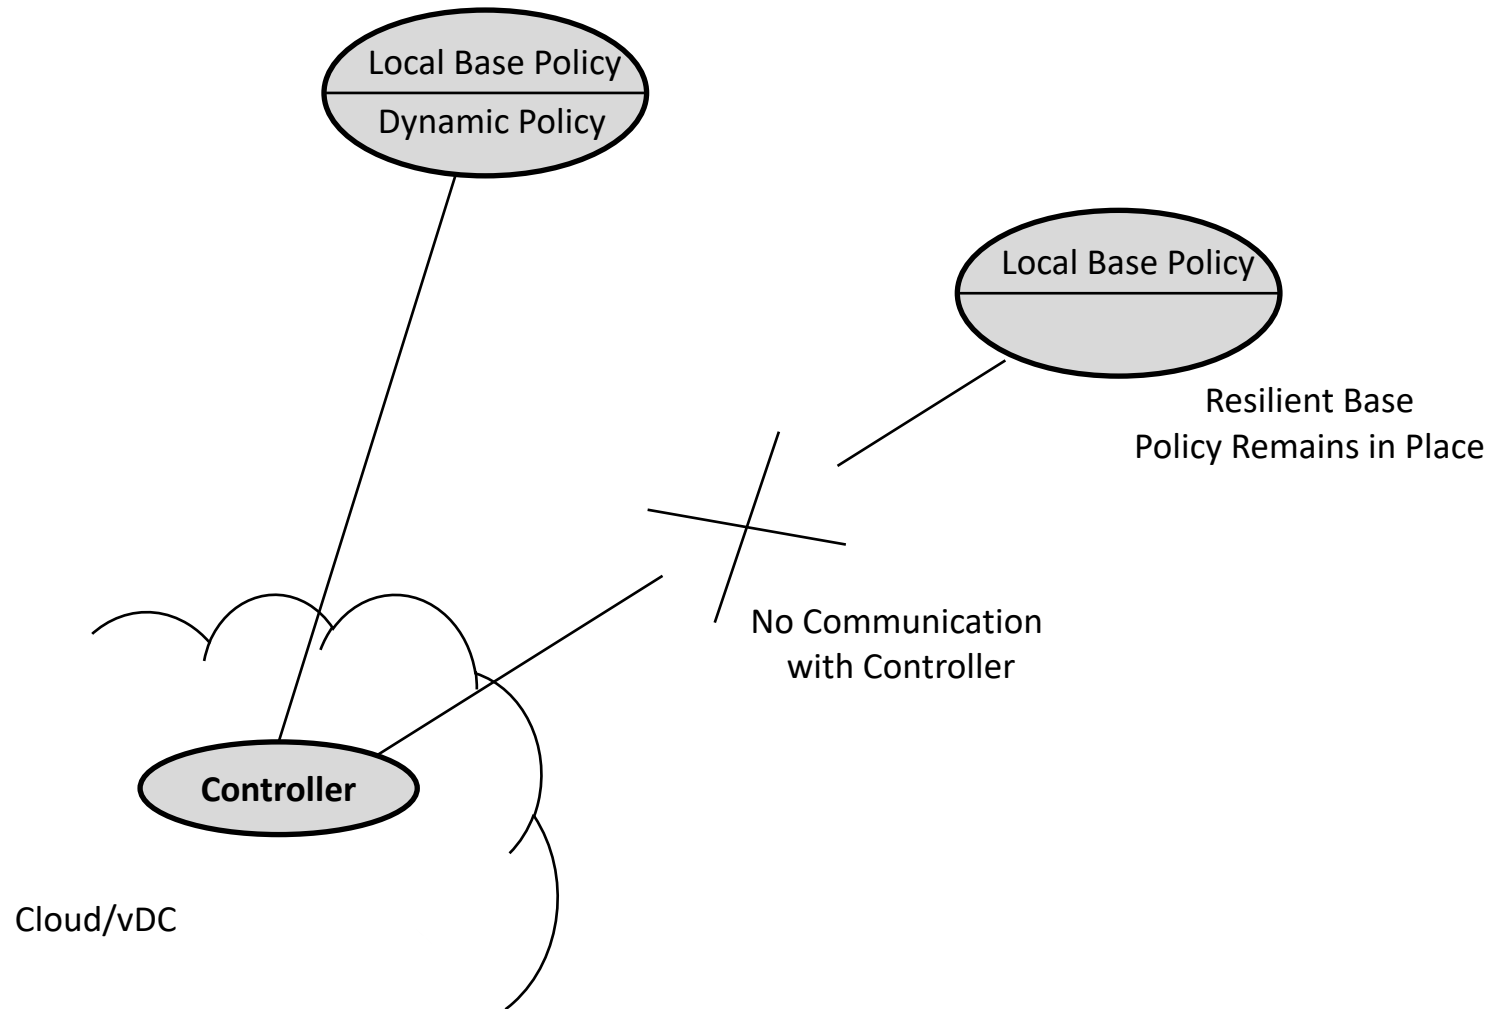 Local Base Policy
Dynamic Policy
Local Base Policy
Resilient Base
Policy Remains in Place
No Communication
with Controller
Controller
Cloud/vDC